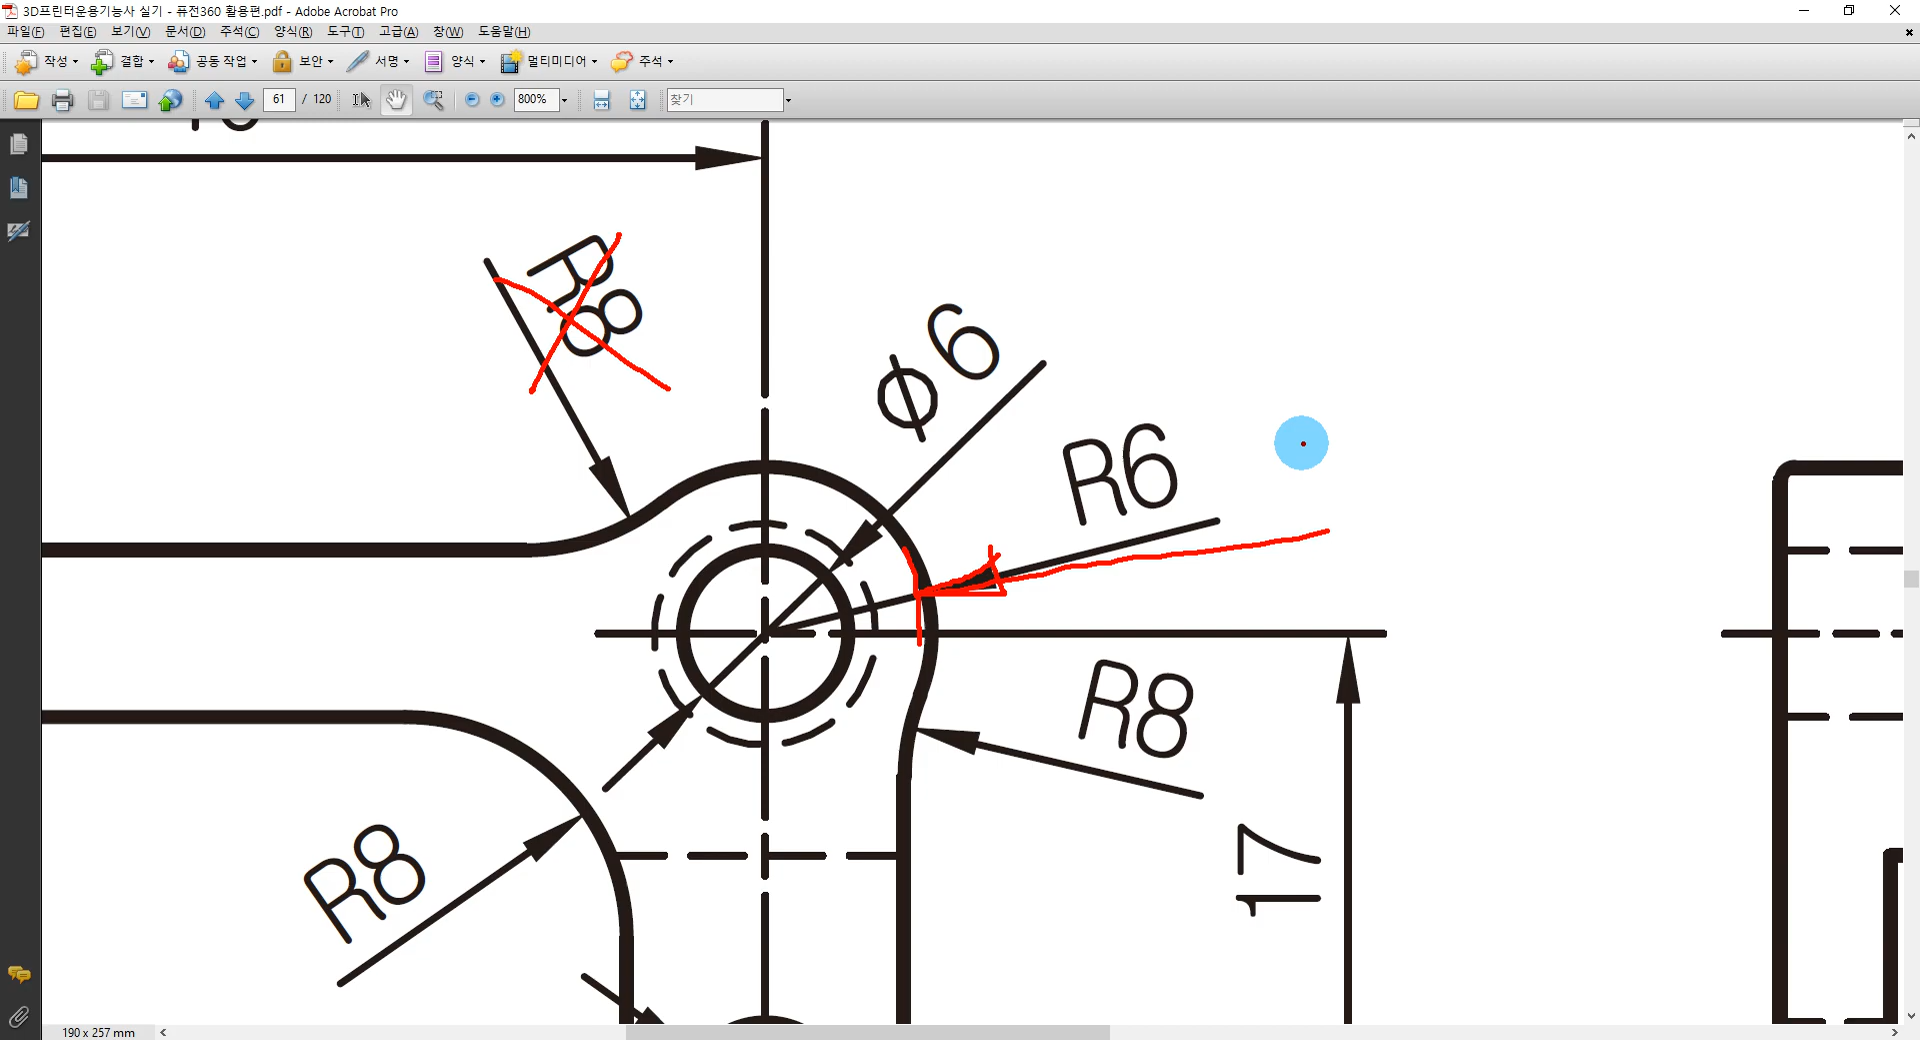 3D프린터운용기능사 실기 - 퓨전360 활용편.pdf - Adobe Acrobat Pro
파일(F) 편집(E) 보기(V) 문서(D) 주석(C) 양식(R) 도구(T) 고급(A) 창(W) 도움말(H)
작성 결합 공동 작업 보안 서명 양식 멀티미디어 주석
61 / 120 800% 찾기
R8
φ6
R6
R8
R8
17
190 x 257 mm